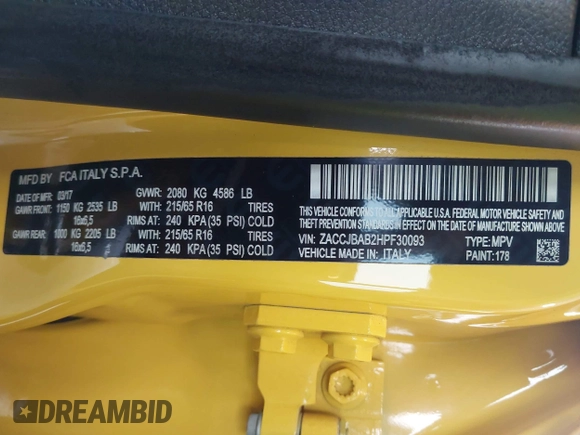 MFD BY FCA ITALY S.P.A.
DATE OF MFD: 03/17 GVWR: 2080 KG 4586 LB
GAWR FRONT: 1150 KG 2535 LB 215/65 R16 TIRES
16x6,5 RIMS AT: 240 KPA (35 PSI) COLD
GAWR REAR: 1000 KG 2205 LB 215/65 R16 TIRES
16x6,5 RIMS AT: 240 KPA (35 PSI) COLD
THIS VEHICLE CONFORMS TO ALL APPLICABLE U.S.A. FEDERAL MOTOR VEHICLE SAFETY AND
THEFT PREVENTION STANDARDS IN EFFECT ON THE DATE OF MANUFACTURE SHOWN ABOVE.
VIN: ZACCJBAB2HPF30093 TYPE: MPV
VEHICLE MADE IN: ITALY PAINT: 178
DREAMBID